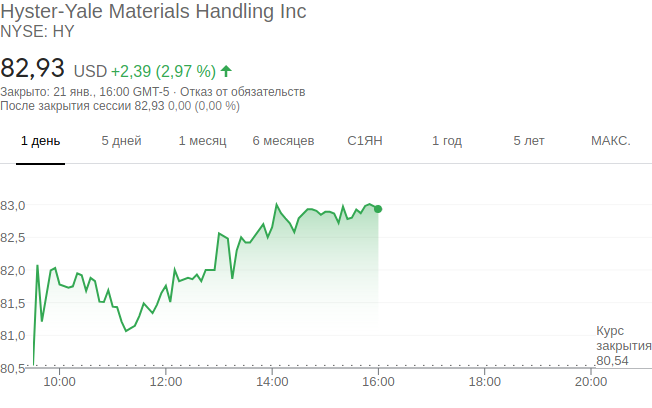 Hyster-Yale Materials Handling Inc
NYSE: HY
82,93 USD +2,39 (2,97 %)
Закрыто: 21 янв., 16:00 GMT-5 · Отказ от обязательств
После закрытия сессии 82,93 0,00 (0,00 %)
1 день 5 дней 1 месяц 6 месяцев С1ЯН 1 год 5 лет МАКС.
83,0
82,5
82,0
81,5
81,0
Курс
закрытия
80,54
80,5
10:00 12:00 14:00 16:00 18:00 20:00